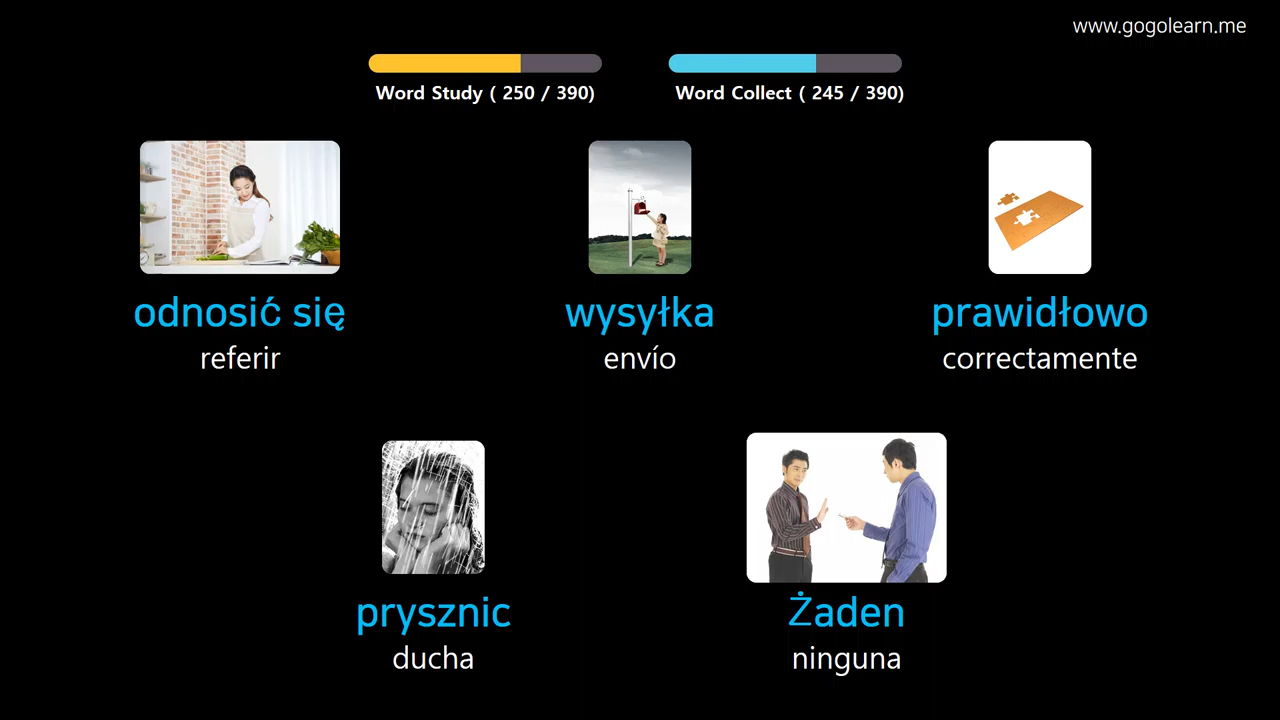 www.gogolearn.me
Word Study ( 250 / 390)
Word Collect ( 245 / 390)
odnosić się
referir
wysyłka
envío
prawidłowo
correctamente
prysznic
ducha
Żaden
ninguna